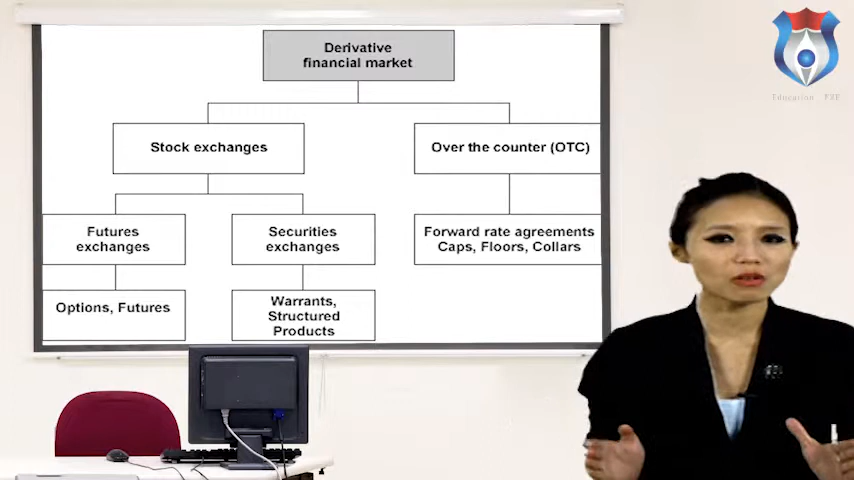 Derivative
financial market
Stock exchanges
Over the counter (OTC)
Futures
exchanges
Securities
exchanges
Forward rate agreements
Caps, Floors, Collars
Options, Futures
Warrants,
Structured
Products
Education